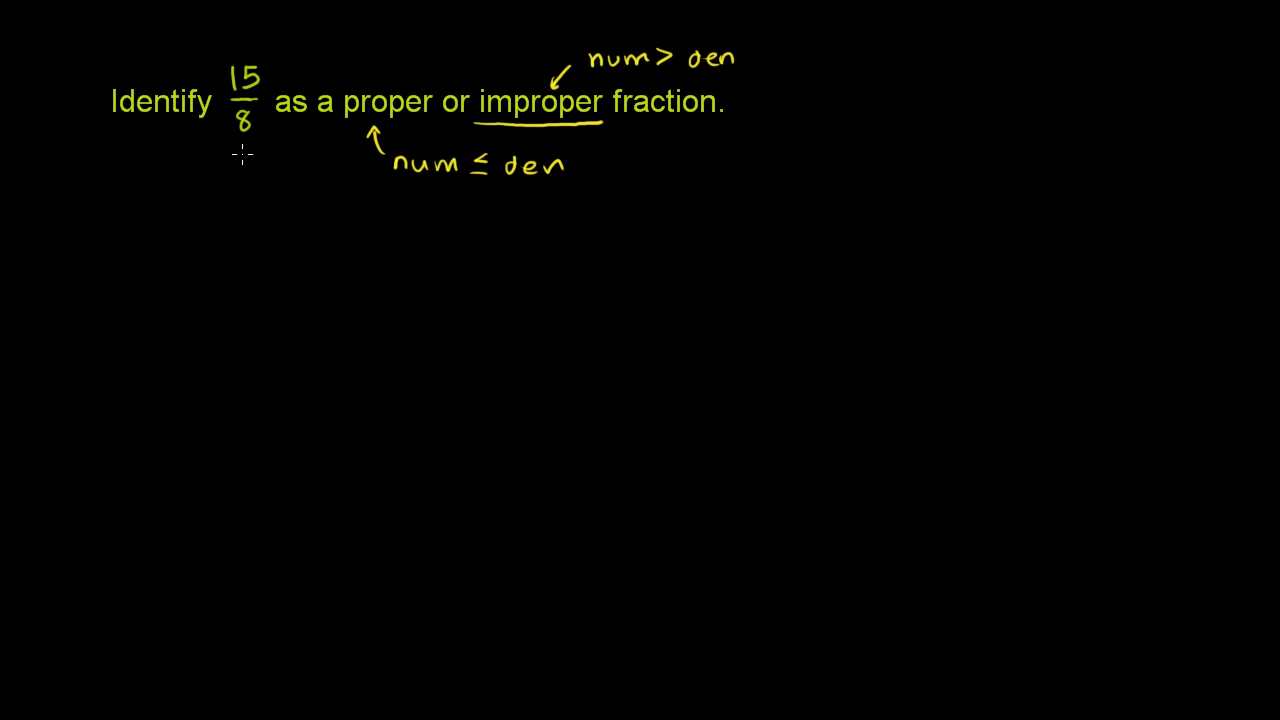 num > den
Identify 15/8 as a proper or improper fraction.
num ≤ den